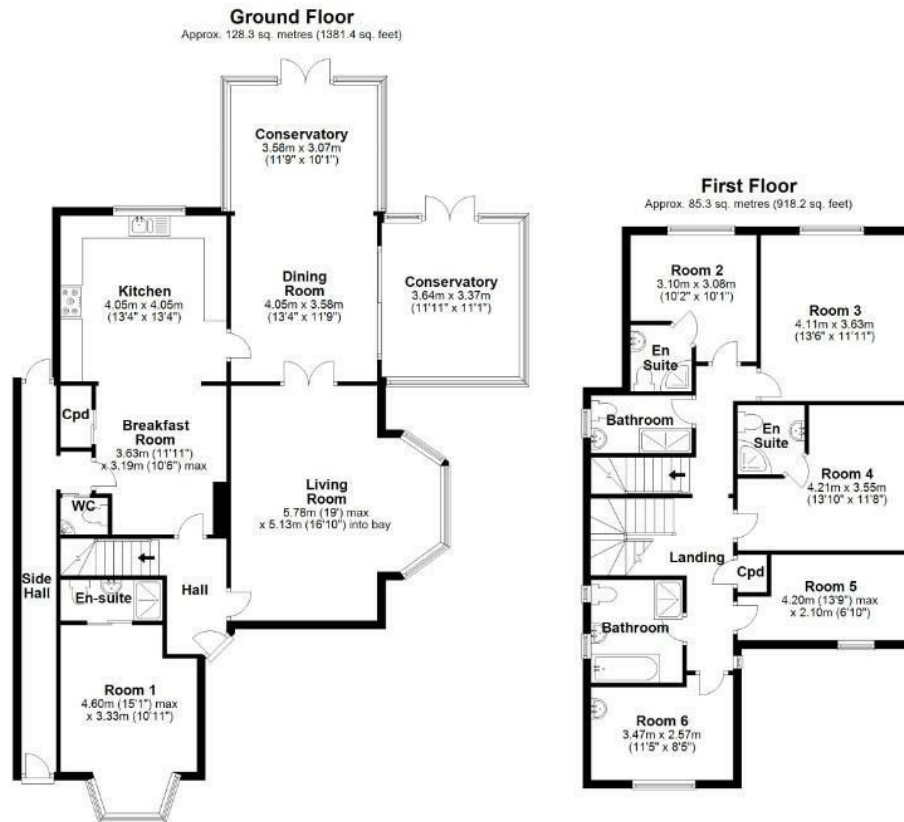 Ground Floor
Approx. 128.3 sq. metres (1381.4 sq. feet)
Conservatory
3.58m x 3.07m
(11'9" x 10'1")
Kitchen
4.05m x 4.05m
(13'4" x 13'4")
Dining
Room
4.05m x 3.58m
(13'4" x 11'9")
Conservatory
3.64m x 3.37m
(11'11" x 11'1")
Cpd
Breakfast
Room
3.63m (11'11")
x 3.19m (10'6") max
WC
Living
Room
5.78m (19') max
x 5.13m (16'10") into bay
Side
Hall
En-suite
Hall
Room 1
4.60m (15'1") max
x 3.33m (10'11")
First Floor
Approx. 85.3 sq. metres (918.2 sq. feet)
Room 2
3.10m x 3.08m
(10'2" x 10'1")
Room 3
4.11m x 3.63m
(13'6" x 11'11")
En
Suite
Bathroom
En
Suite
Room 4
4.21m x 3.55m
(13'10" x 11'8")
Landing
Cpd
Room 5
4.20m (13'9") max
x 2.10m (6'10")
Bathroom
Room 6
3.47m x 2.57m
(11'5" x 8'5")